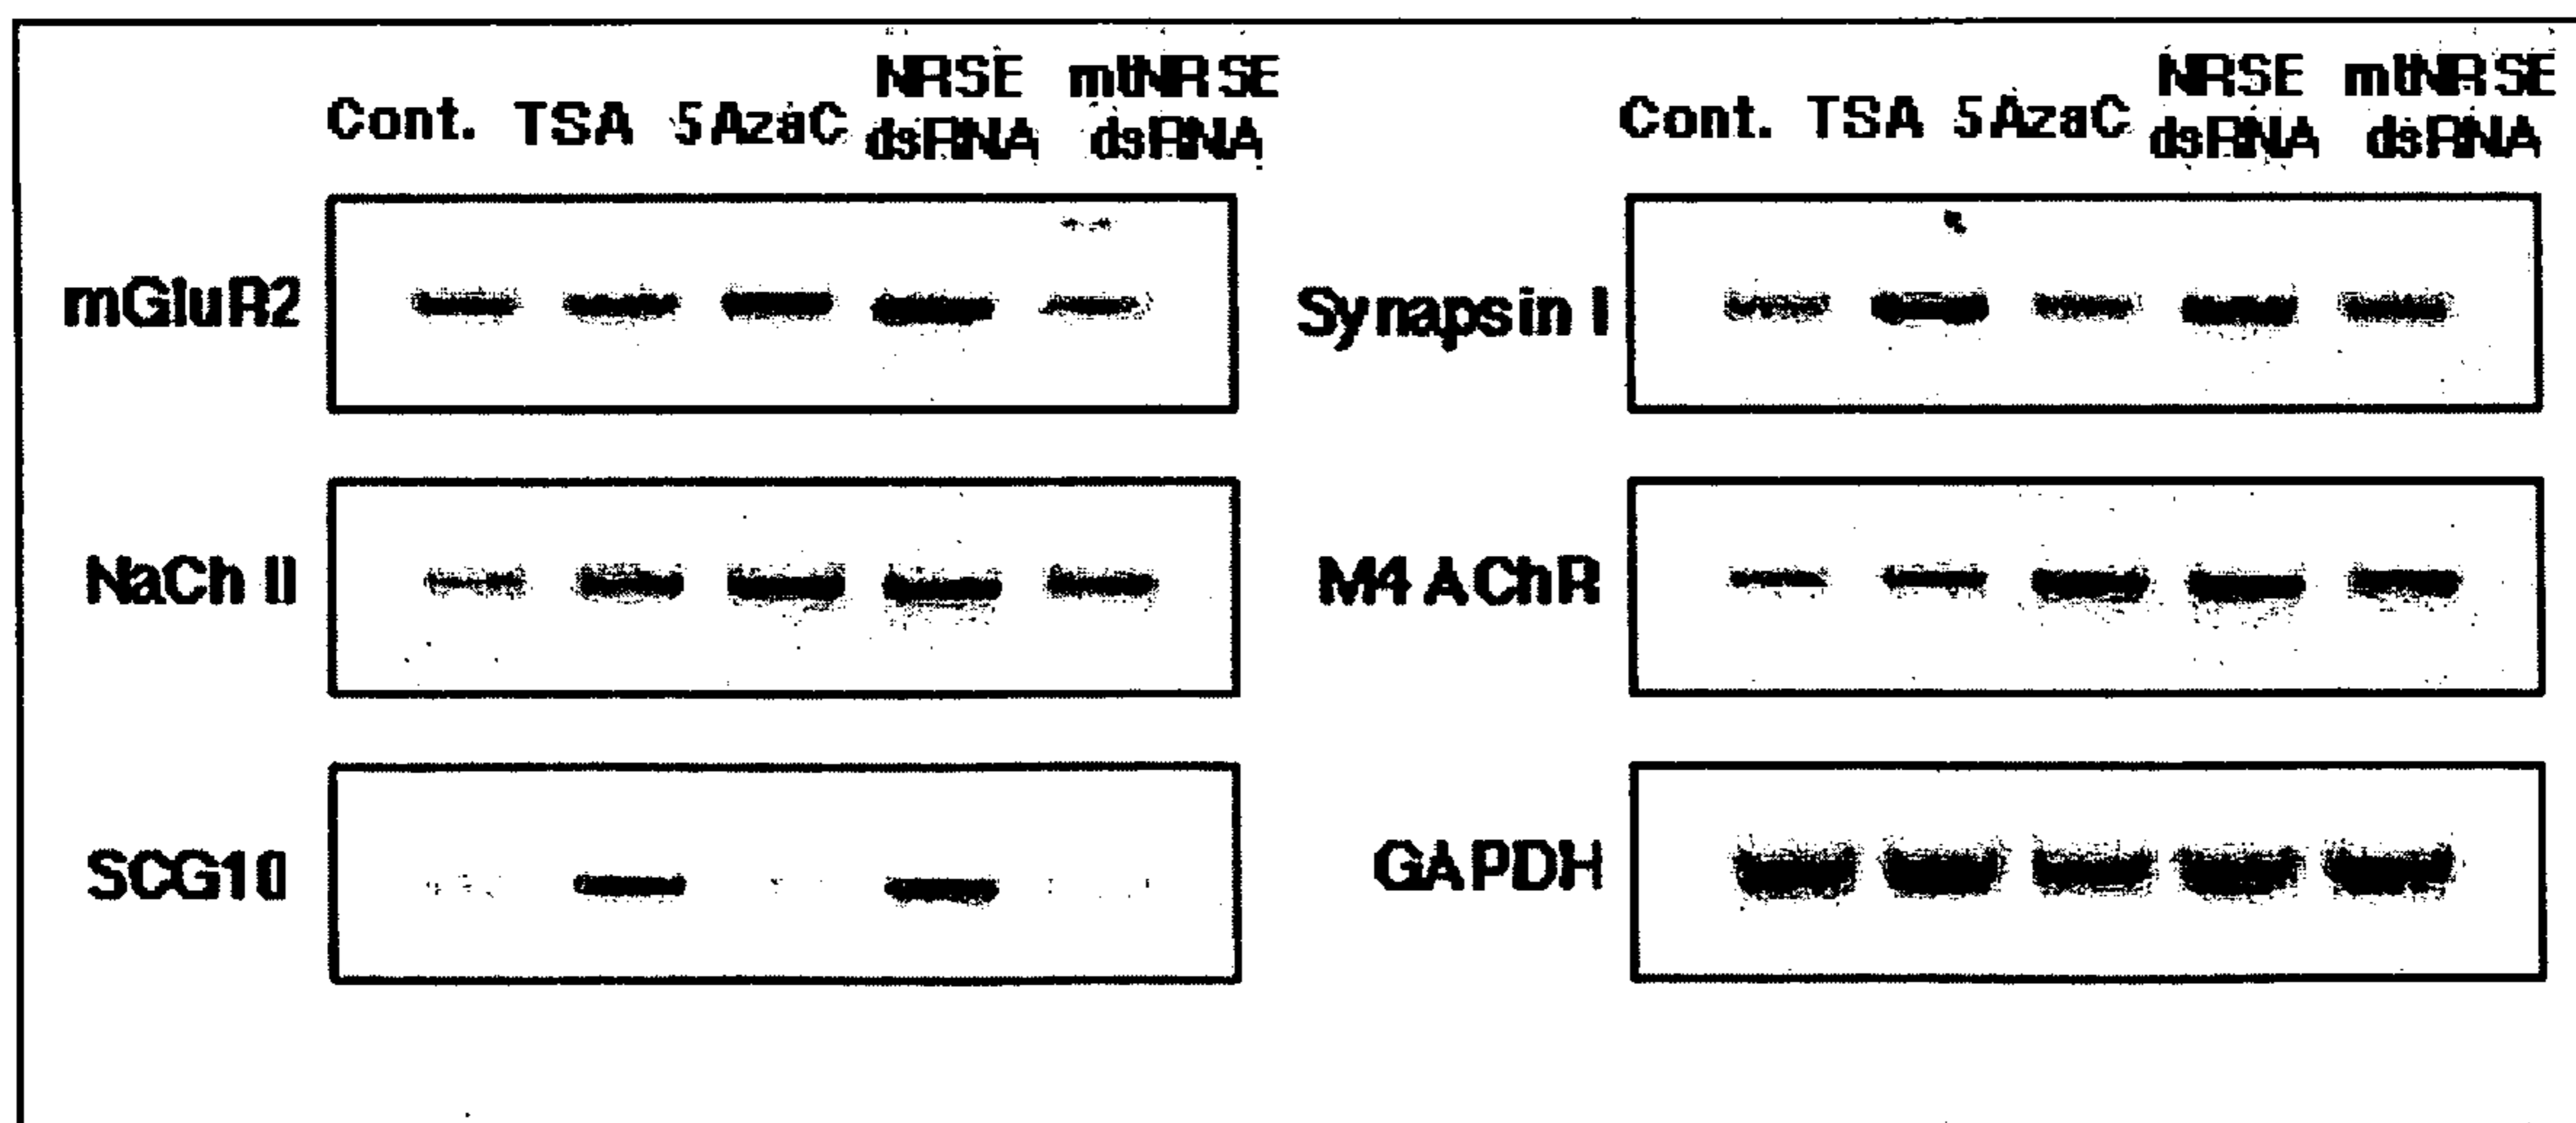 NRSE mtNRSE
Cont. TSA 5AzaC dsRNA dsRNA
NRSE mtNRSE
Cont. TSA 5AzaC dsRNA dsRNA
mGluR2
Synapsin I
NaCh II
M4 AChR
SCG10
GAPDH